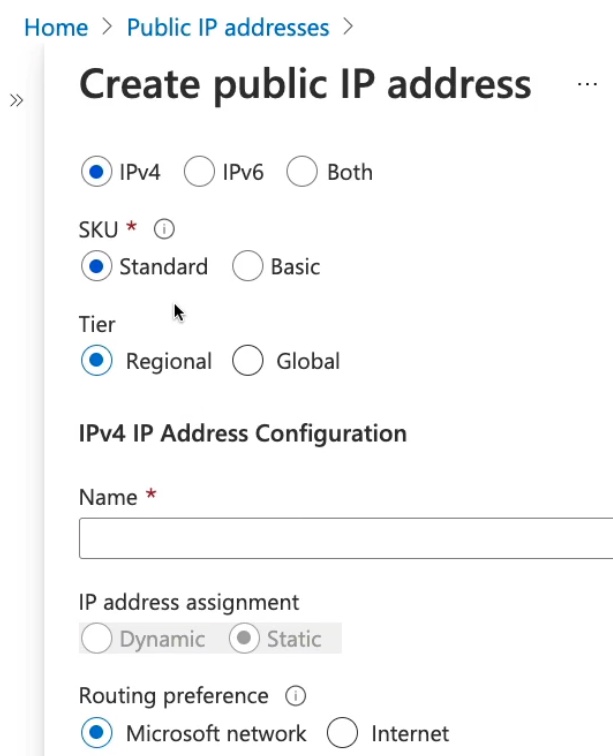 Home > Public IP addresses >
Create public IP address ...
»
IPv4 IPv6 Both
SKU *
Standard Basic
Tier
Regional Global
IPv4 IP Address Configuration
Name *
IP address assignment
Dynamic Static
Routing preference
Microsoft network Internet